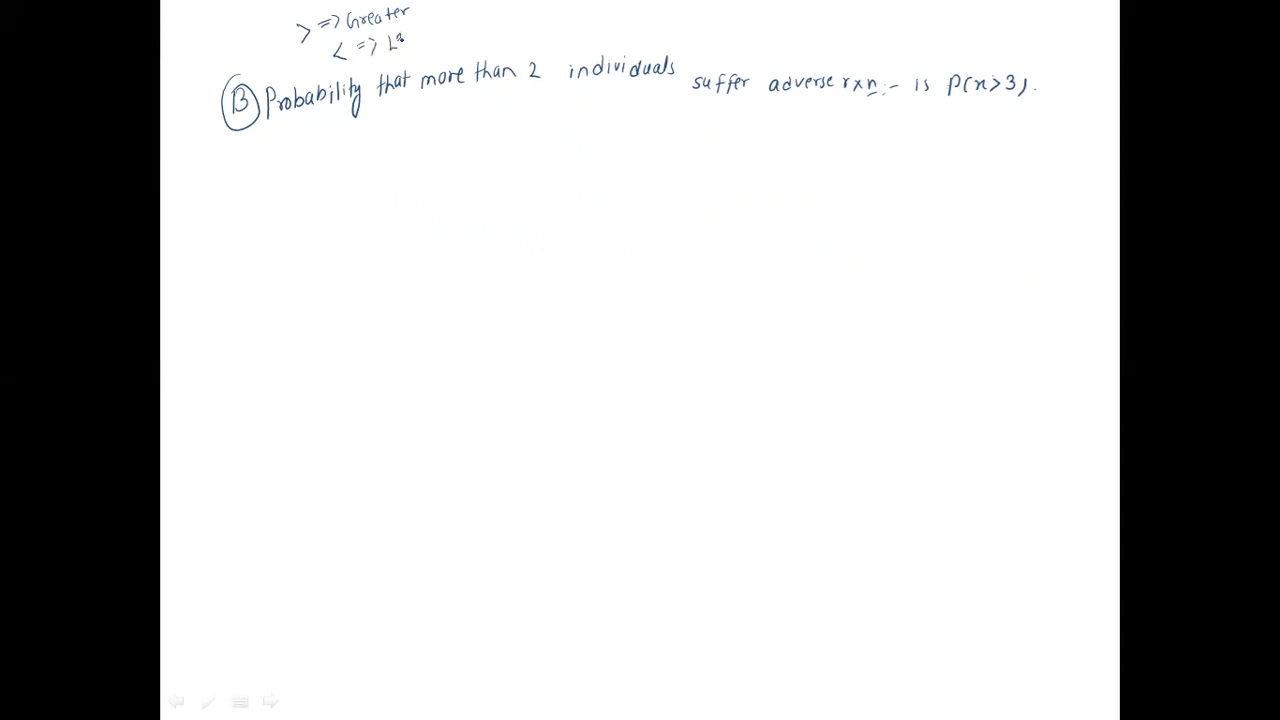 > => Greater
< =>
(B) Probability that more than 2 individuals suffer adverse rxn :- is P(x>3).